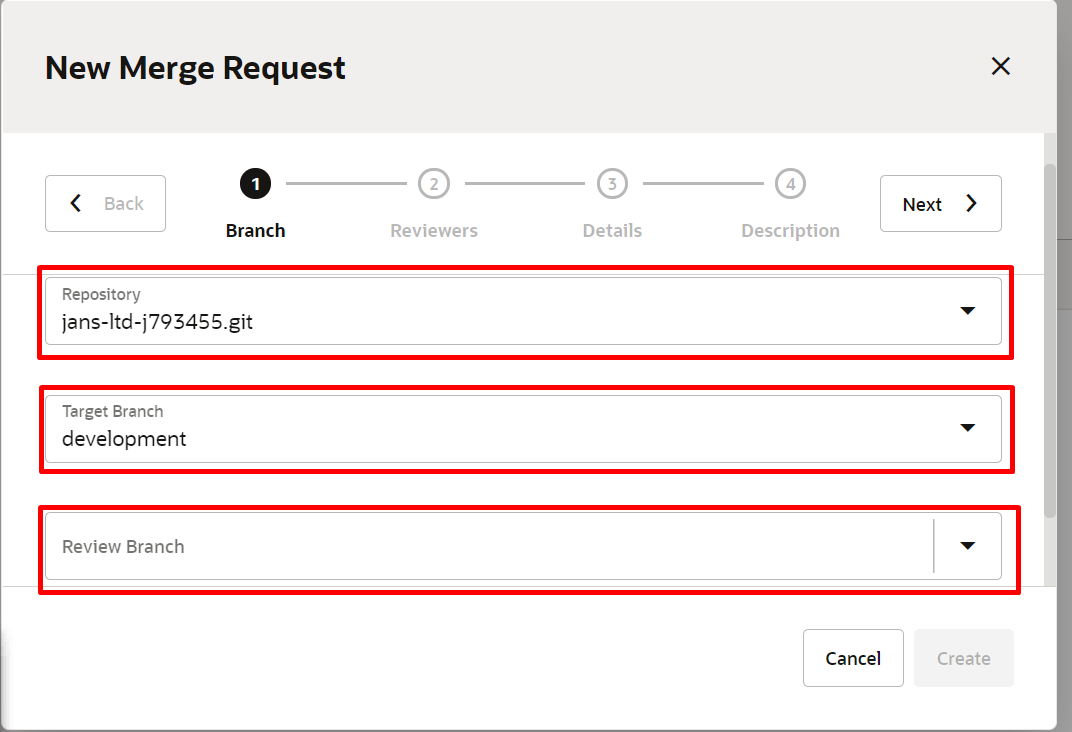 New Merge Request
Back
1
2
3
4
Next
Branch
Reviewers
Details
Description
Repository
jans-ltd-j793455.git
Target Branch
development
Review Branch
Cancel
Create